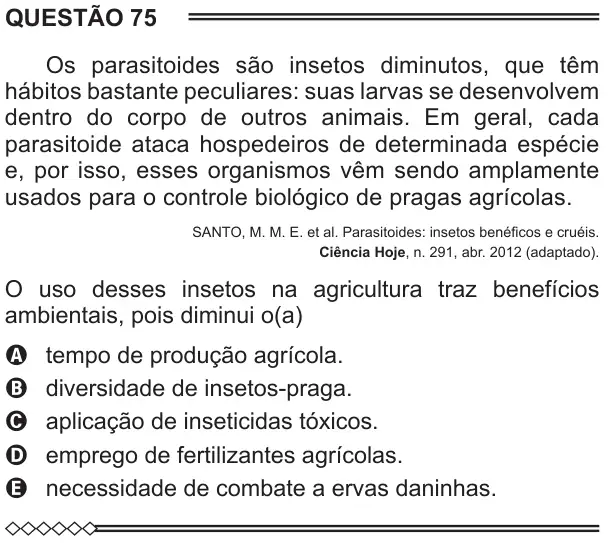 QUESTÃO 75
Os parasitoides são insetos diminutos, que têm
hábitos bastante peculiares: suas larvas se desenvolvem
dentro do corpo de outros animais. Em geral, cada
parasitoide ataca hospedeiros de determinada espécie
e, por isso, esses organismos vêm sendo amplamente
usados para o controle biológico de pragas agrícolas.
SANTO, M. M. E. et al. Parasitoides: insetos benéficos e cruéis.
Ciência Hoje, n. 291, abr. 2012 (adaptado).
O uso desses insetos na agricultura traz benefícios
ambientais, pois diminui o(a)
A tempo de produção agrícola.
B diversidade de insetos-praga.
C aplicação de inseticidas tóxicos.
D emprego de fertilizantes agrícolas.
E necessidade de combate a ervas daninhas.